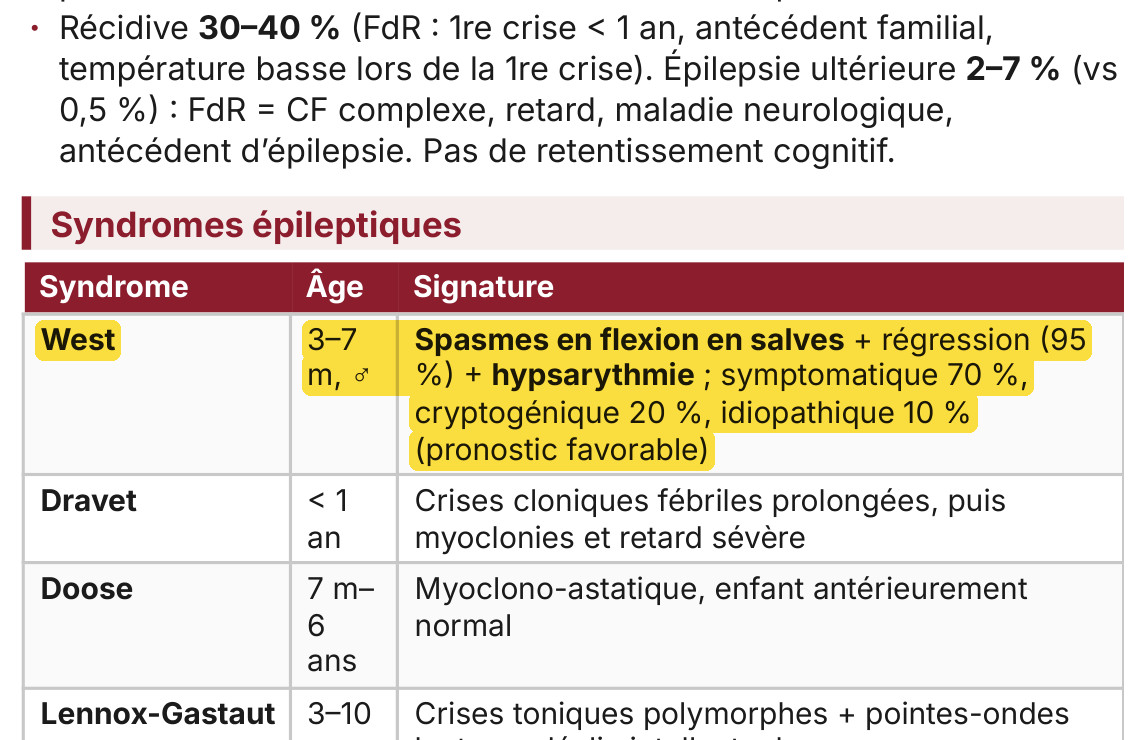 • Récidive 30–40 % (FdR : 1re crise < 1 an, antécédent familial,
température basse lors de la 1re crise). Épilepsie ultérieure 2–7 % (vs
0,5 %) : FdR = CF complexe, retard, maladie neurologique,
antécédent d’épilepsie. Pas de retentissement cognitif.
Syndromes épileptiques
Syndrome Âge Signature
West 3–7 Spasmes en flexion en salves + régression (95
m, ♂ %) + hypsarythmie ; symptomatique 70 %,
cryptogénique 20 %, idiopathique 10 %
(pronostic favorable)
Dravet < 1 Crises cloniques fébriles prolongées, puis
an myoclonies et retard sévère
Doose 7 m– Myoclono-astatique, enfant antérieurement
6 normal
ans
Lennox-Gastaut 3–10 Crises toniques polymorphes + pointes-ondes